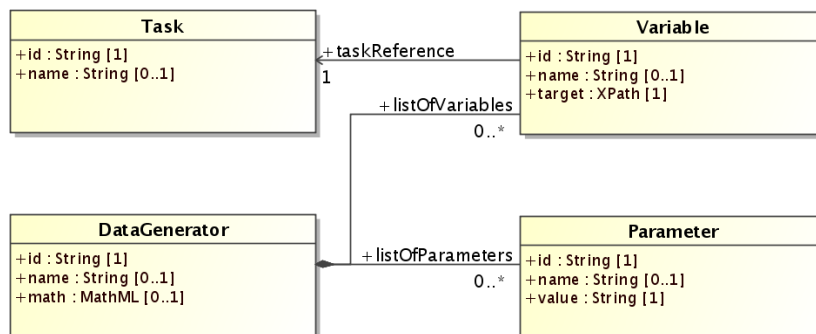 Task
+id : String [1]
+name : String [0..1]
+taskReference
1
Variable
+id : String [1]
+name : String [0..1]
+target : XPath [1]
+listOfVariables
0..*
DataGenerator
+id : String [1]
+name : String [0..1]
+math : MathML [0..1]
+listOfParameters
0..*
Parameter
+id : String [1]
+name : String [0..1]
+value : String [1]